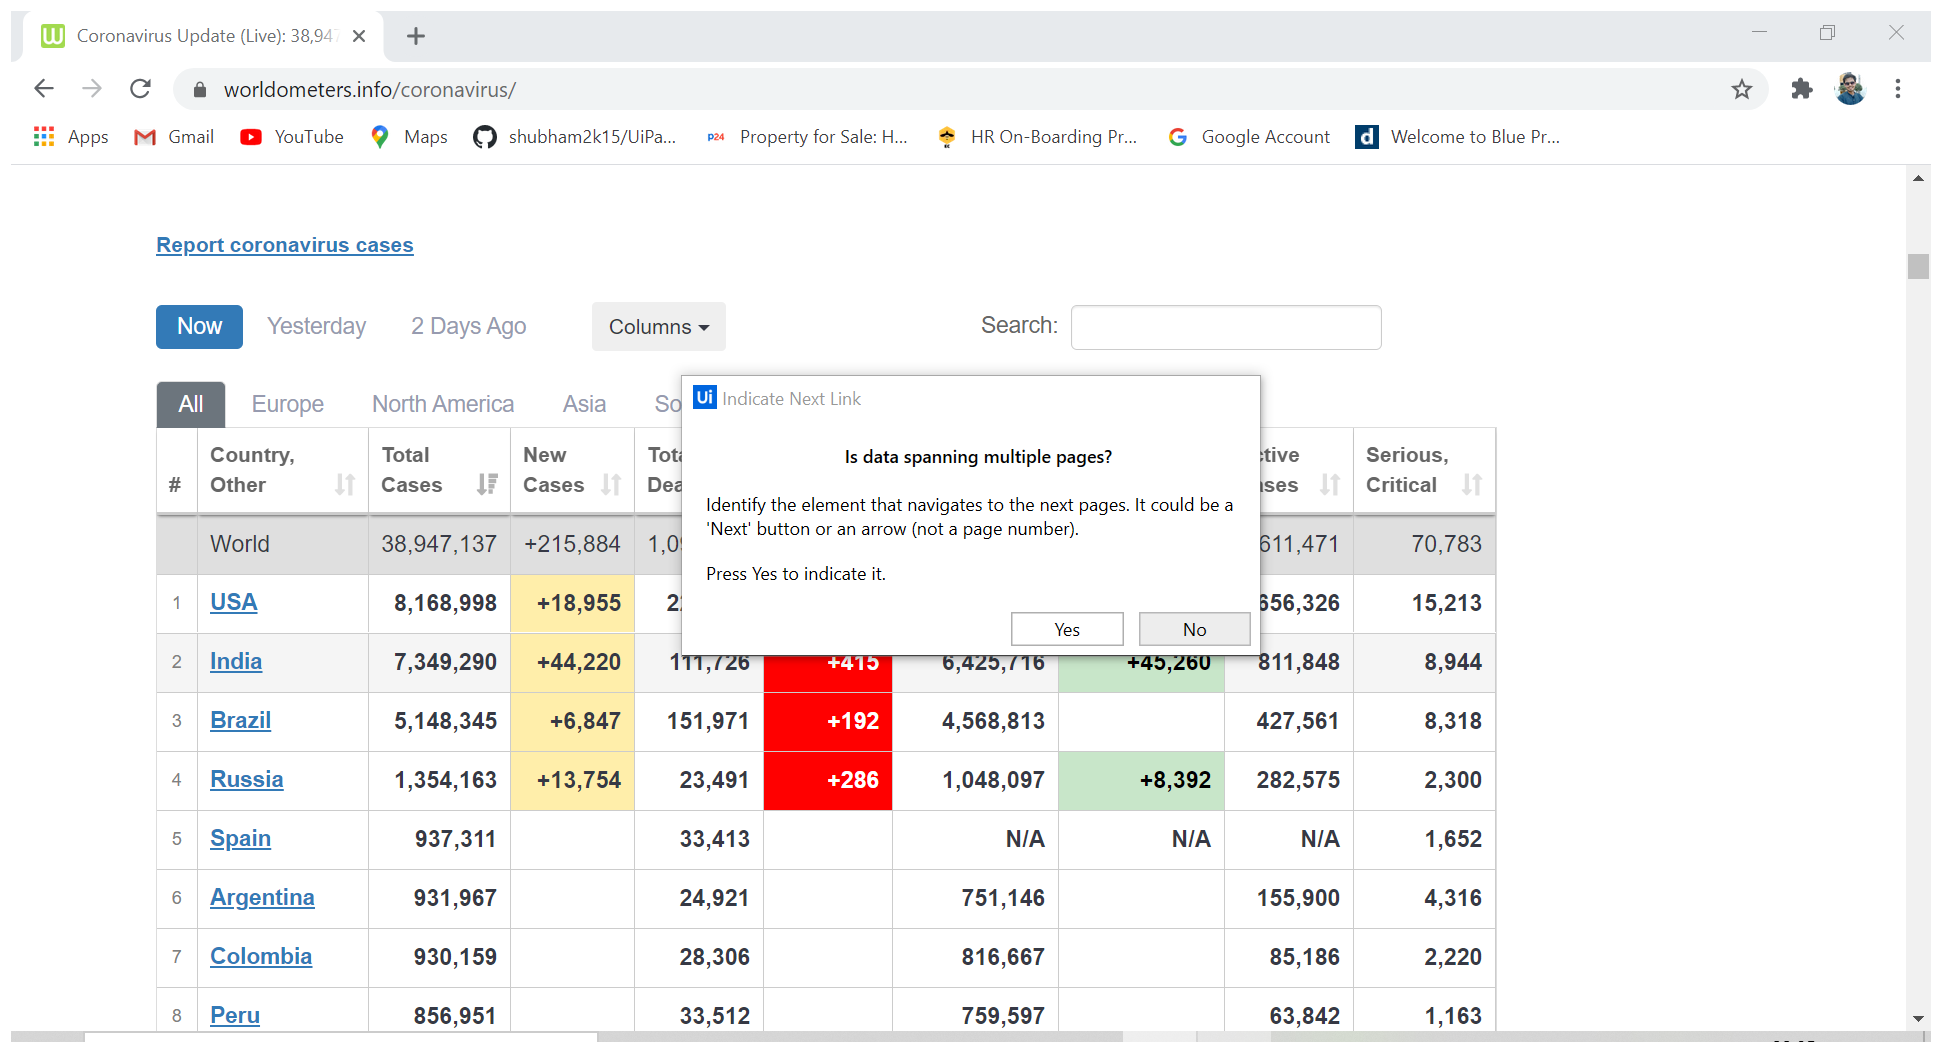 Coronavirus Update (Live): 38,947
worldometers.info/coronavirus/
Apps Gmail YouTube Maps shubham2k15/UiPa... Property for Sale: H... HR On-Boarding Pr... Google Account Welcome to Blue Pr...
Report coronavirus cases
Now Yesterday 2 Days Ago Columns Search:
All Europe North America Asia So
Ui Indicate Next Link
Is data spanning multiple pages?
Identify the element that navigates to the next pages. It could be a
'Next' button or an arrow (not a page number).
Press Yes to indicate it.
Yes No
# Country, Other Total Cases New Cases Serious, Critical
World 38,947,137 +215,884 611,471 70,783
1 USA 8,168,998 +18,955 656,326 15,213
2 India 7,349,290 +44,220 111,726 +415 6,425,716 +45,260 811,848 8,944
3 Brazil 5,148,345 +6,847 151,971 +192 4,568,813 427,561 8,318
4 Russia 1,354,163 +13,754 23,491 +286 1,048,097 +8,392 282,575 2,300
5 Spain 937,311 33,413 N/A N/A N/A 1,652
6 Argentina 931,967 24,921 751,146 155,900 4,316
7 Colombia 930,159 28,306 816,667 85,186 2,220
8 Peru 856,951 33,512 759,597 63,842 1,163